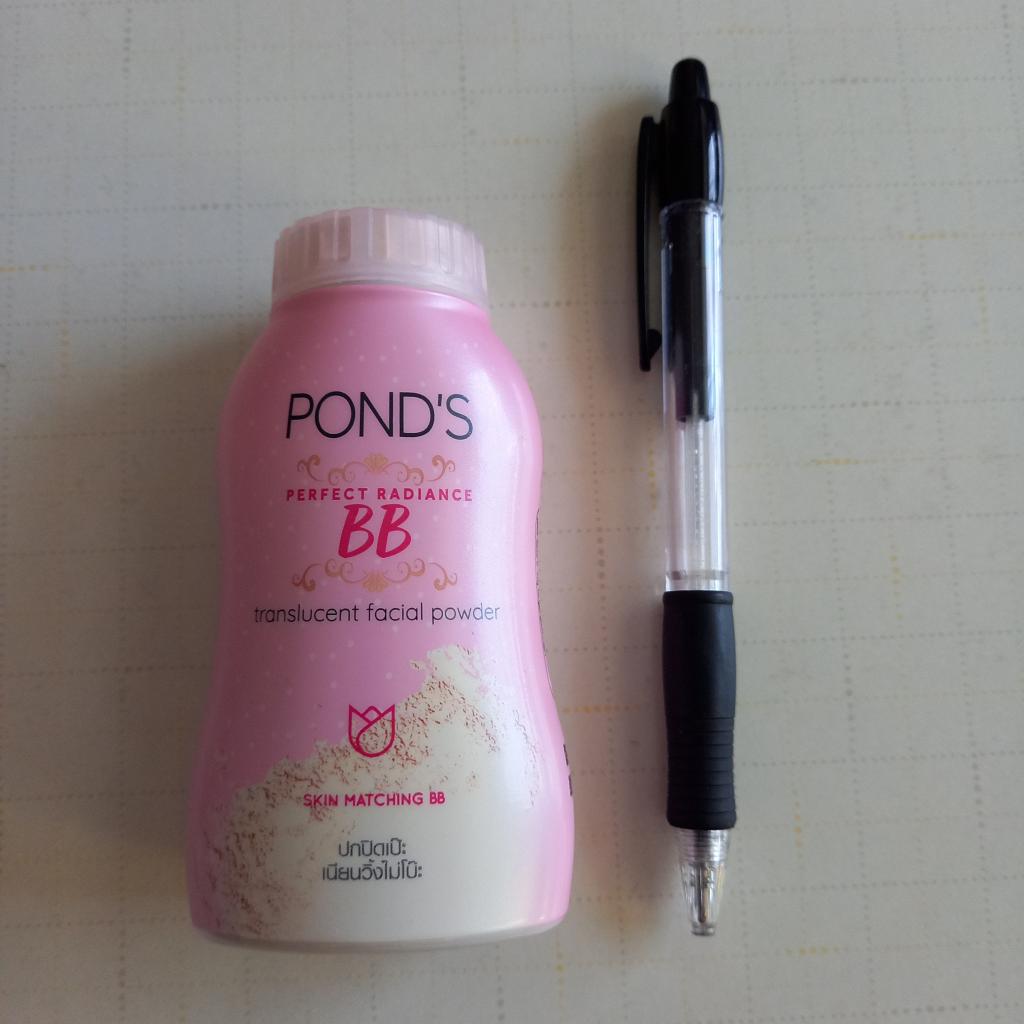 POND'S
PERFECT RADIANCE
BB
translucent facial powder
SKIN MATCHING BB
ปกปิดเป๊ะ
เนียนวิ้งไม่โบ๊ะ